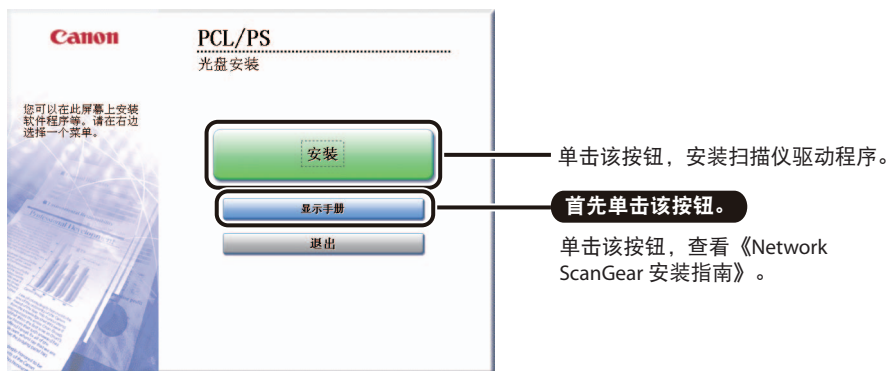 Canon
PCL/PS
光盘安装
您可以在此屏幕上安装
软件程序等。请在右边
选择一个菜单。
安装
显示手册
退出
单击该按钮，安装扫描仪驱动程序。
首先单击该按钮。
单击该按钮，查看《Network
ScanGear 安装指南》。